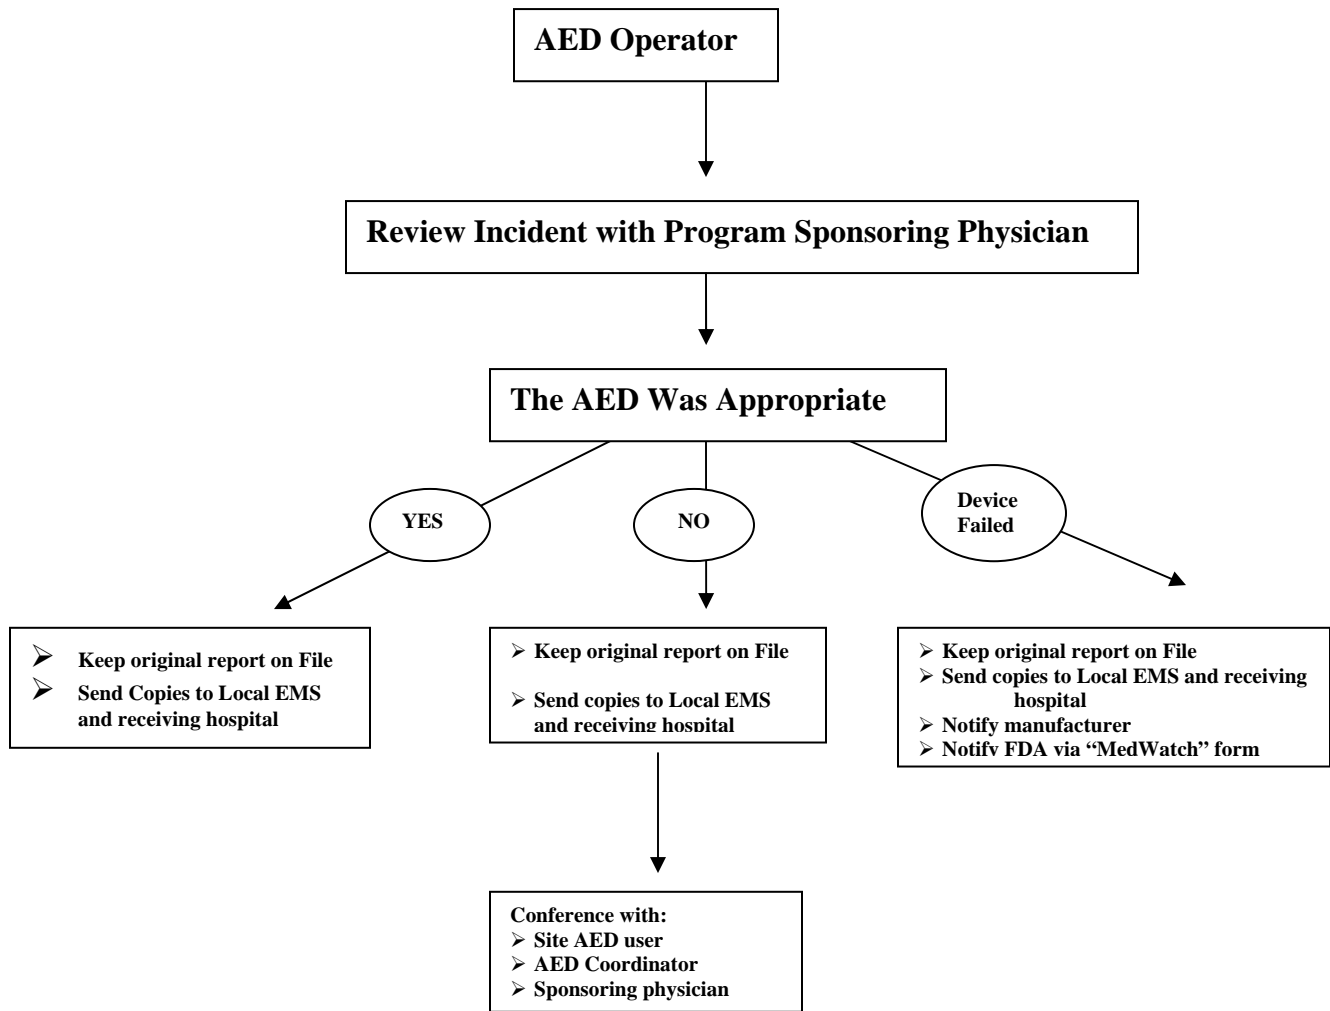 AED Operator
Review Incident with Program Sponsoring Physician
The AED Was Appropriate
YES
NO
Device
Failed
➢ Keep original report on File
➢ Send Copies to Local EMS
and receiving hospital
➢ Keep original report on File
➢ Send copies to Local EMS
and receiving hospital
➢ Keep original report on File
➢ Send copies to Local EMS and receiving
hospital
➢ Notify manufacturer
➢ Notify FDA via “MedWatch” form
Conference with:
➢ Site AED user
➢ AED Coordinator
➢ Sponsoring physician